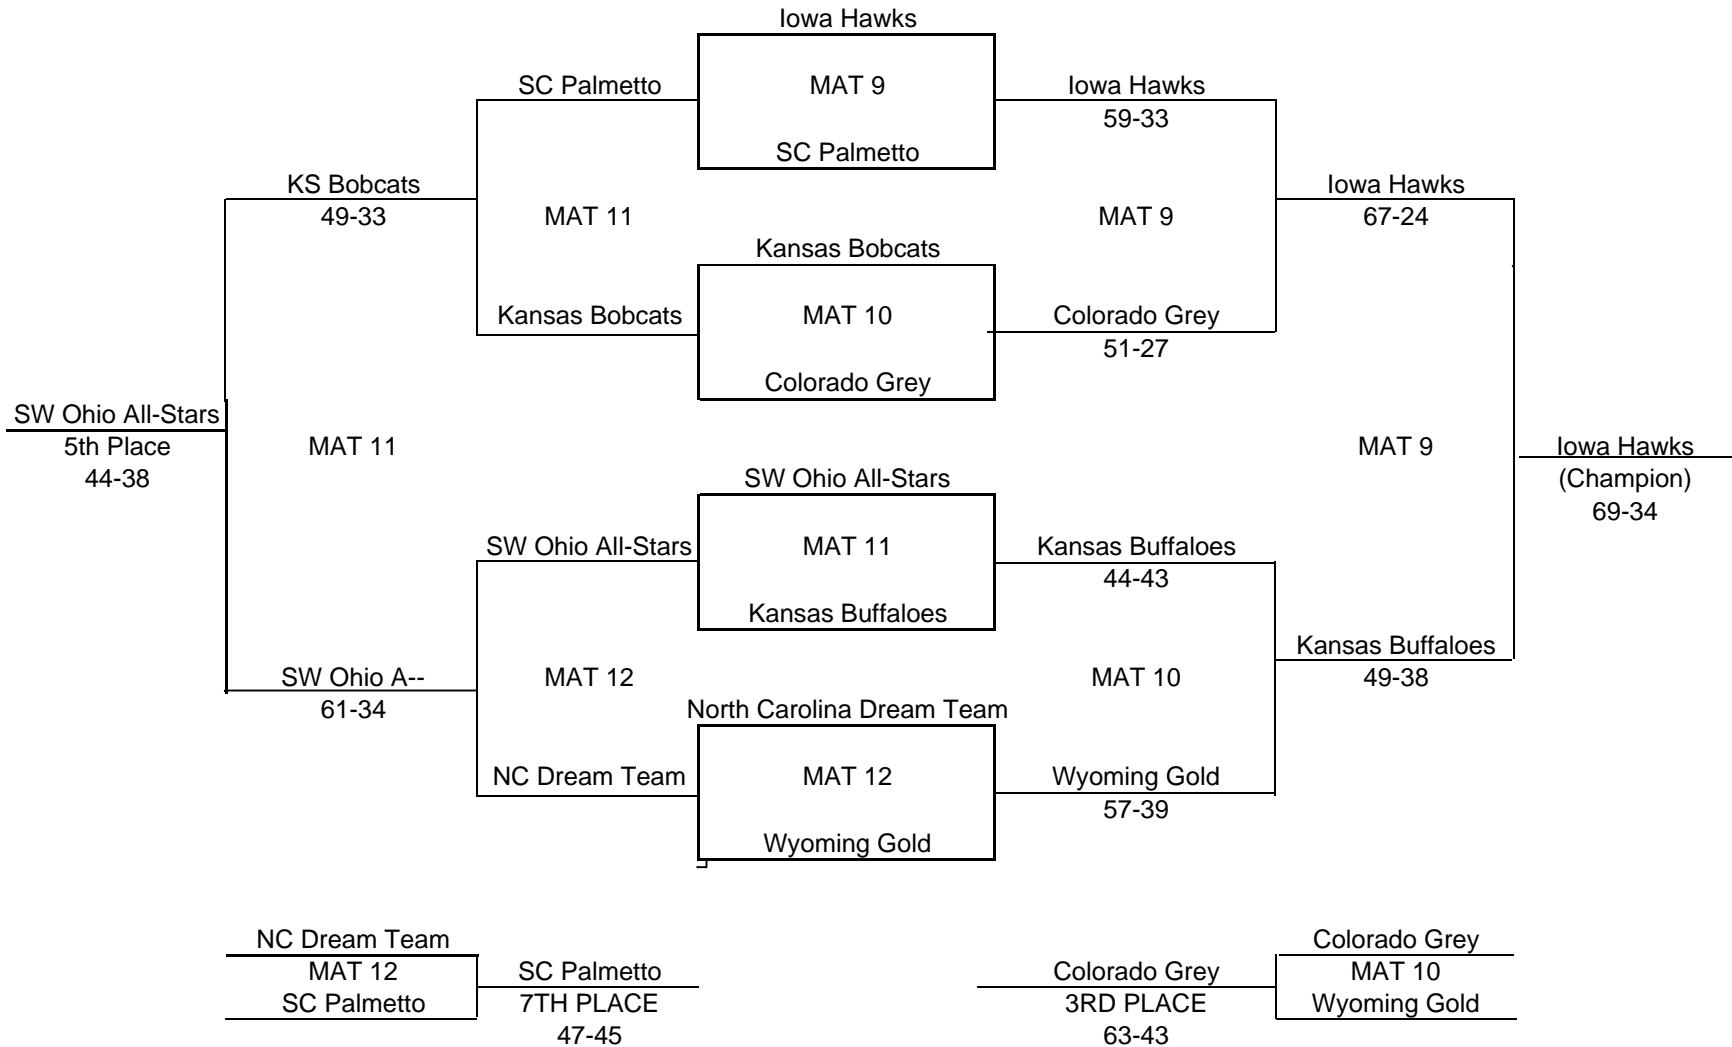 Iowa Hawks
SC Palmetto
MAT 9
Iowa Hawks
59-33
SC Palmetto
KS Bobcats
49-33
Iowa Hawks
67-24
MAT 11
MAT 9
Kansas Bobcats
Kansas Bobcats
MAT 10
Colorado Grey
51-27
Colorado Grey
SW Ohio All-Stars
5th Place
44-38
MAT 11
MAT 9
Iowa Hawks
(Champion)
69-34
SW Ohio All-Stars
SW Ohio All-Stars
MAT 11
Kansas Buffaloes
44-43
Kansas Buffaloes
Kansas Buffaloes
49-38
SW Ohio A--
61-34
MAT 12
MAT 10
North Carolina Dream Team
NC Dream Team
MAT 12
Wyoming Gold
57-39
Wyoming Gold
NC Dream Team
MAT 12
SC Palmetto
SC Palmetto
7TH PLACE
47-45
Colorado Grey
3RD PLACE
63-43
Colorado Grey
MAT 10
Wyoming Gold